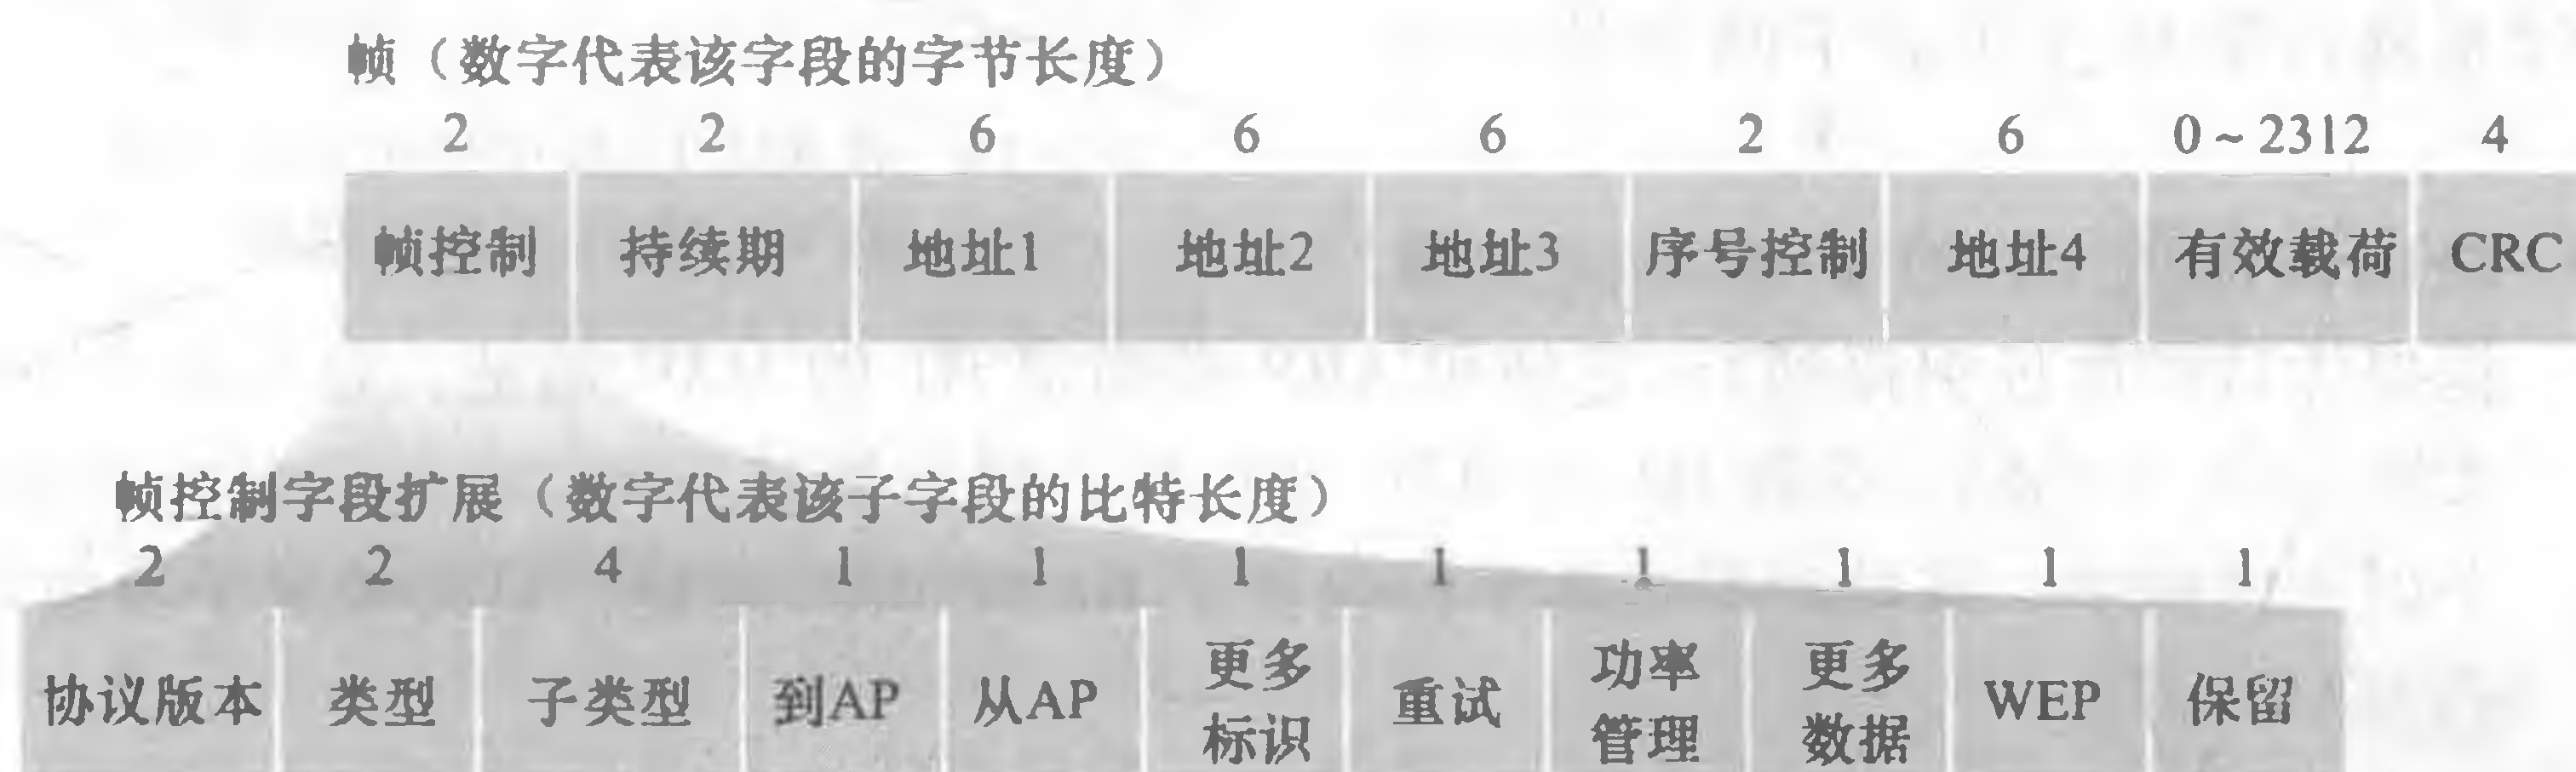 帧（数字代表该字段的字节长度）
2 2 6 6 6 2 6 0~2312 4
帧控制 持续期 地址1 地址2 地址3 序号控制 地址4 有效载荷 CRC
帧控制字段扩展（数字代表该子字段的比特长度）
2 2 4 1 1 1 1 1 1 1 1
协议版本 类型 子类型 到AP 从AP 更多标识 重试 功率管理 更多数据 WEP 保留